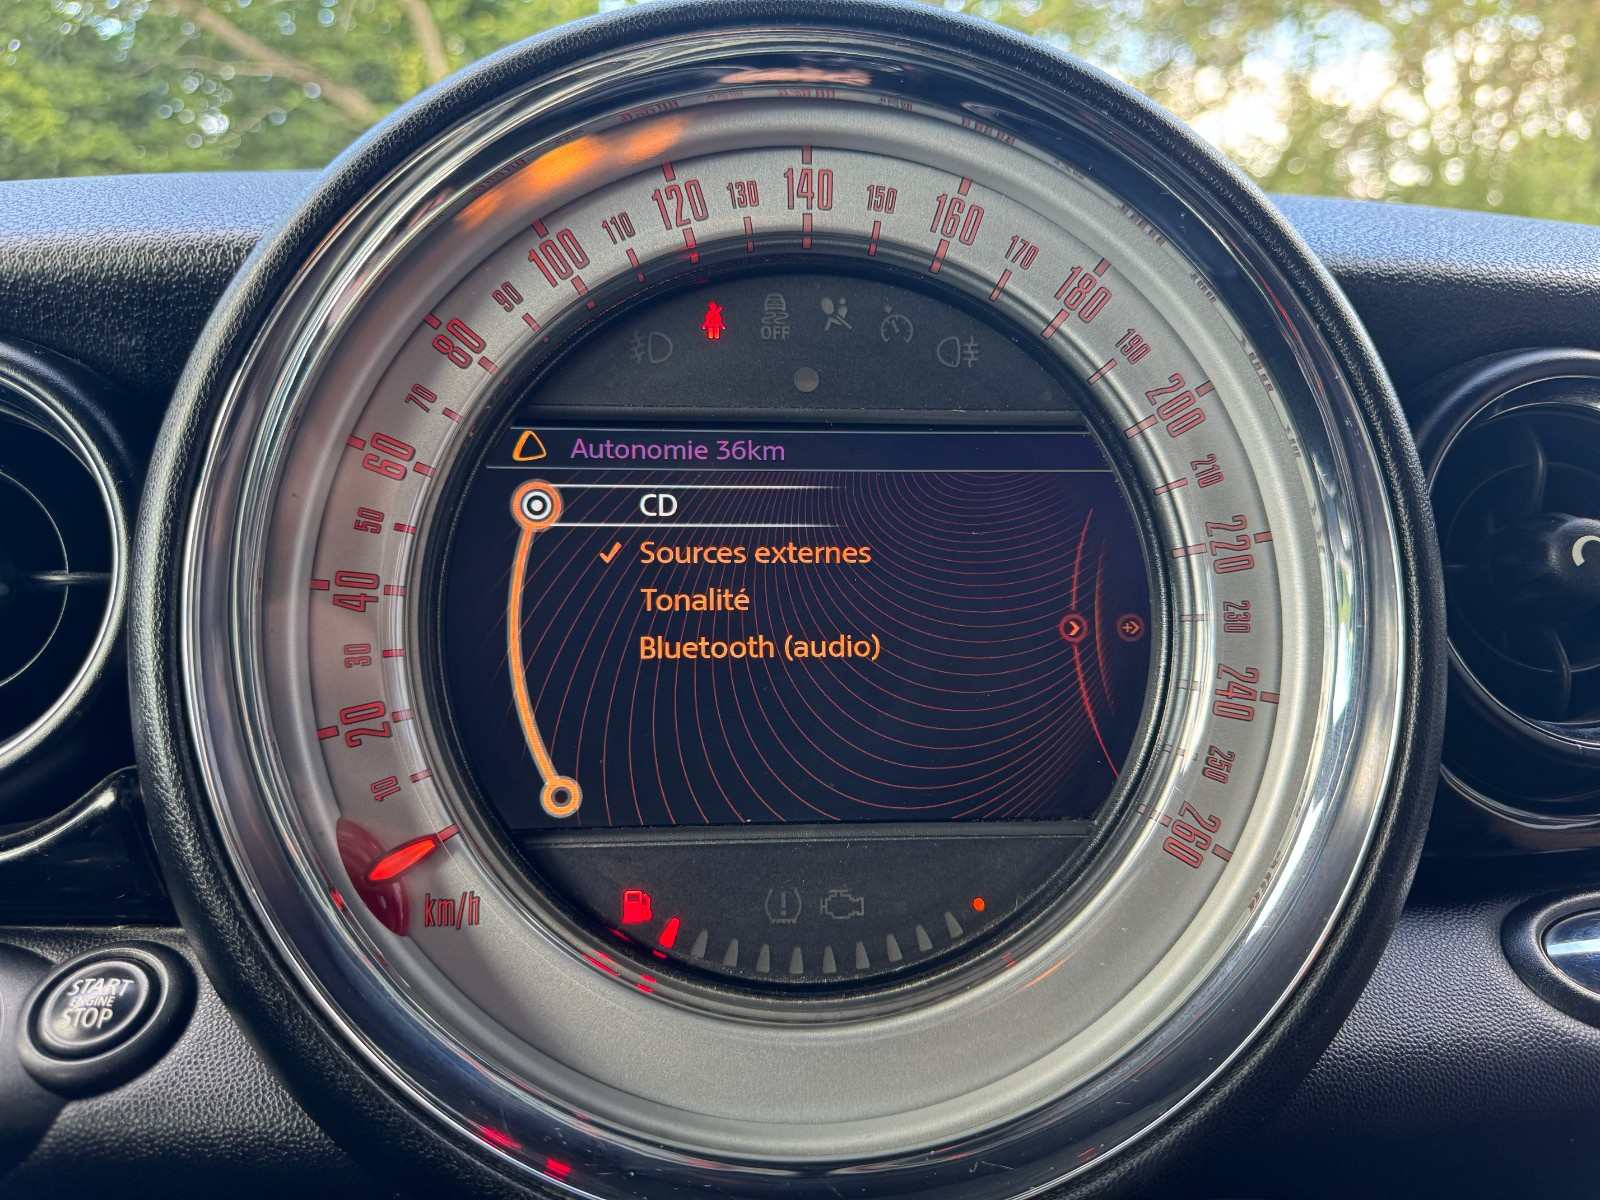 10
20
30
40
50
60
70
80
90
100
110
120
130
140
150
160
170
180
190
200
210
220
230
240
250
260
km/h
OFF
Autonomie 36km
CD
Sources externes
Tonalité
Bluetooth (audio)
START
ENGINE
STOP